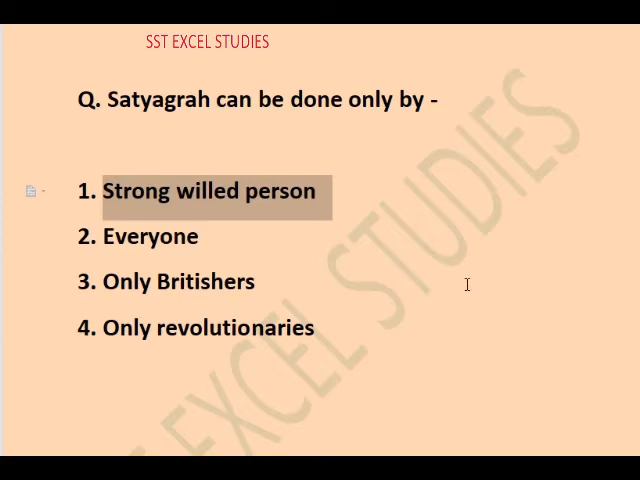 SST EXCEL STUDIES
Q. Satyagrah can be done only by -
1. Strong willed person
2. Everyone
3. Only Britishers
4. Only revolutionaries
SST EXCEL STUDIES